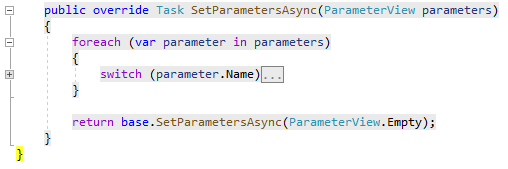 public override Task SetParametersAsync(ParameterView parameters)
{
foreach (var parameter in parameters)
{
switch (parameter.Name)...
}
return base.SetParametersAsync(ParameterView.Empty);
}
}